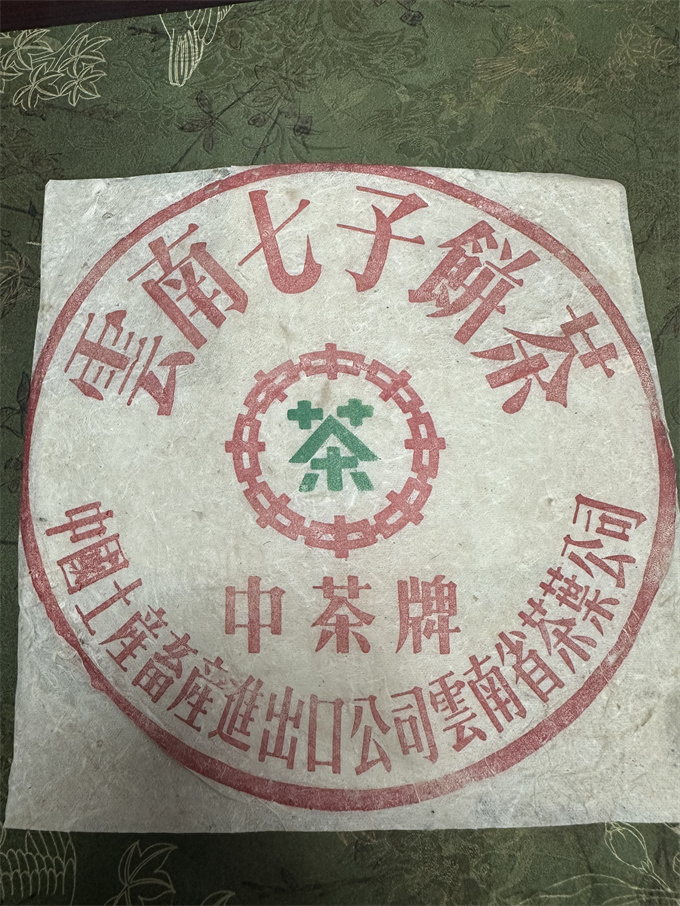 雲南七子餅茶
茶
中茶牌
中國土産畜産進出口公司雲南省茶葉公司